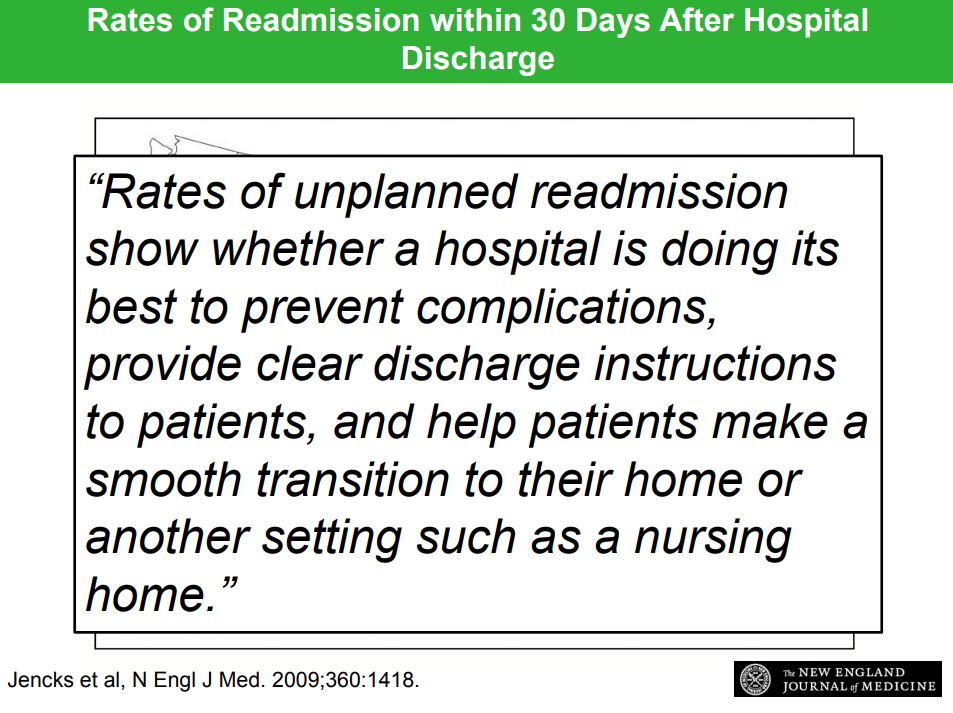 Rates of Readmission within 30 Days After Hospital
Discharge
“Rates of unplanned readmission
show whether a hospital is doing its
best to prevent complications,
provide clear discharge instructions
to patients, and help patients make a
smooth transition to their home or
another setting such as a nursing
home.”
Jencks et al, N Engl J Med. 2009;360:1418.
The NEW ENGLAND
JOURNAL of MEDICINE